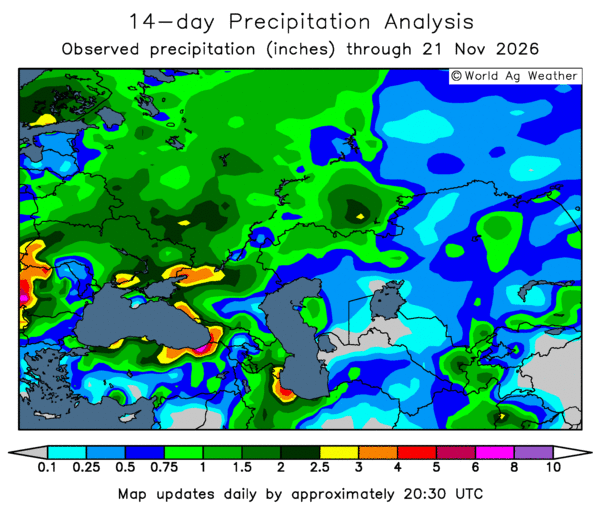 14-day Precipitation Analysis
Observed precipitation (inches) through 21 Nov 2026
©World Ag Weather
0.1 0.25 0.5 0.75 1 1.5 2 2.5 3 4 5 6 8 10
Map updates daily by approximately 20:30 UTC